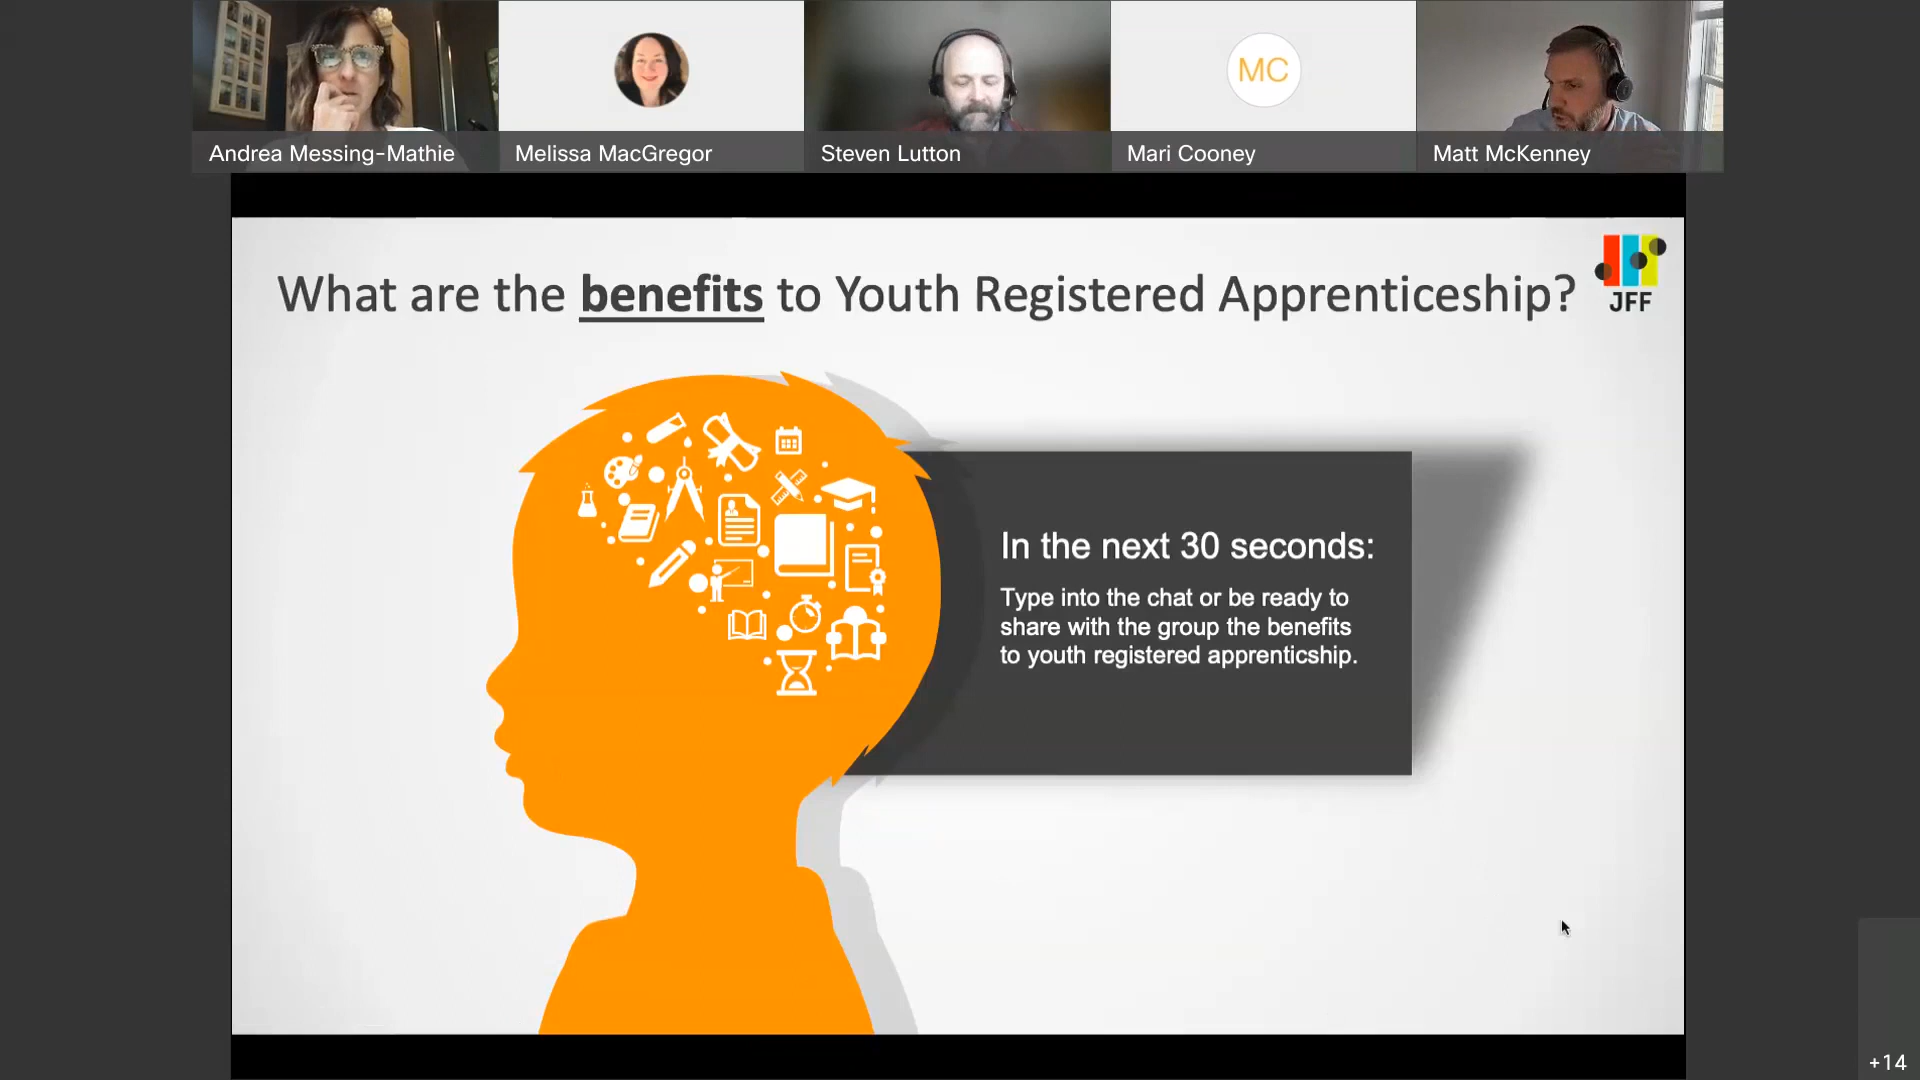 Andrea Messing-Mathie
Melissa MacGregor
Steven Lutton
MC
Mari Cooney
Matt McKenney
What are the benefits to Youth Registered Apprenticeship?
JFF
In the next 30 seconds:
Type into the chat or be ready to
share with the group the benefits
to youth registered apprenticship.
+14